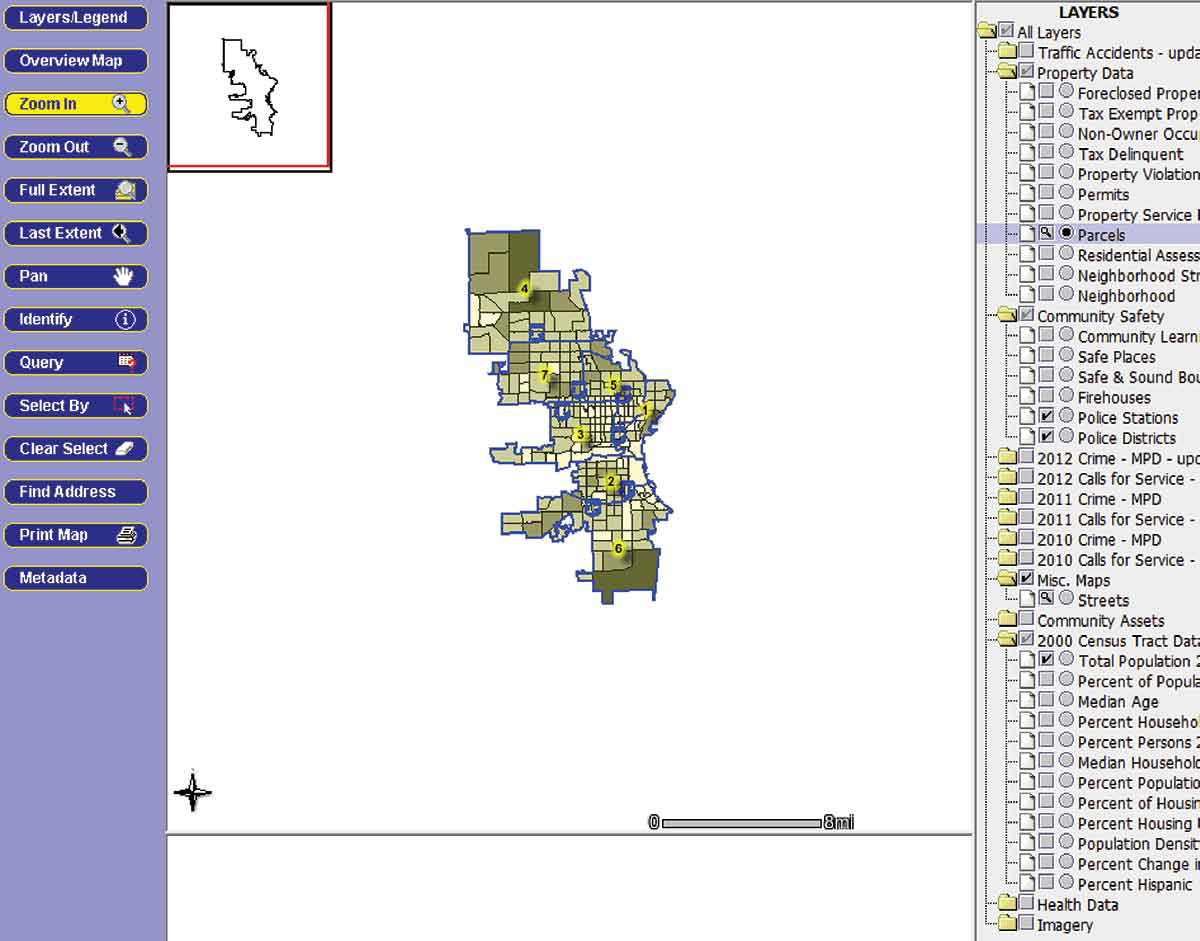 Layers/Legend
Overview Map
Zoom In
Zoom Out
Full Extent
Last Extent
Pan
Identify
Query
Select By
Clear Select
Find Address
Print Map
Metadata
4
7
5
1
3
2
6
0 8mi
LAYERS
All Layers
Traffic Accidents - upda
Property Data
Foreclosed Proper
Tax Exempt Prop
Non-Owner Occup
Tax Delinquent
Property Violation
Permits
Property Service
Parcels
Residential Assess
Neighborhood Str
Neighborhood
Community Safety
Community Learni
Safe Places
Safe & Sound Bou
Firehouses
Police Stations
Police Districts
2012 Crime - MPD - upd
2012 Calls for Service -
2011 Crime - MPD
2011 Calls for Service -
2010 Crime - MPD
2010 Calls for Service -
Misc. Maps
Streets
Community Assets
2000 Census Tract Data
Total Population 2
Percent of Popula
Median Age
Percent Househo
Percent Persons 2
Median Household
Percent Populatio
Percent of Housin
Percent Housing
Population Densit
Percent Change i
Percent Hispanic
Health Data
Imagery